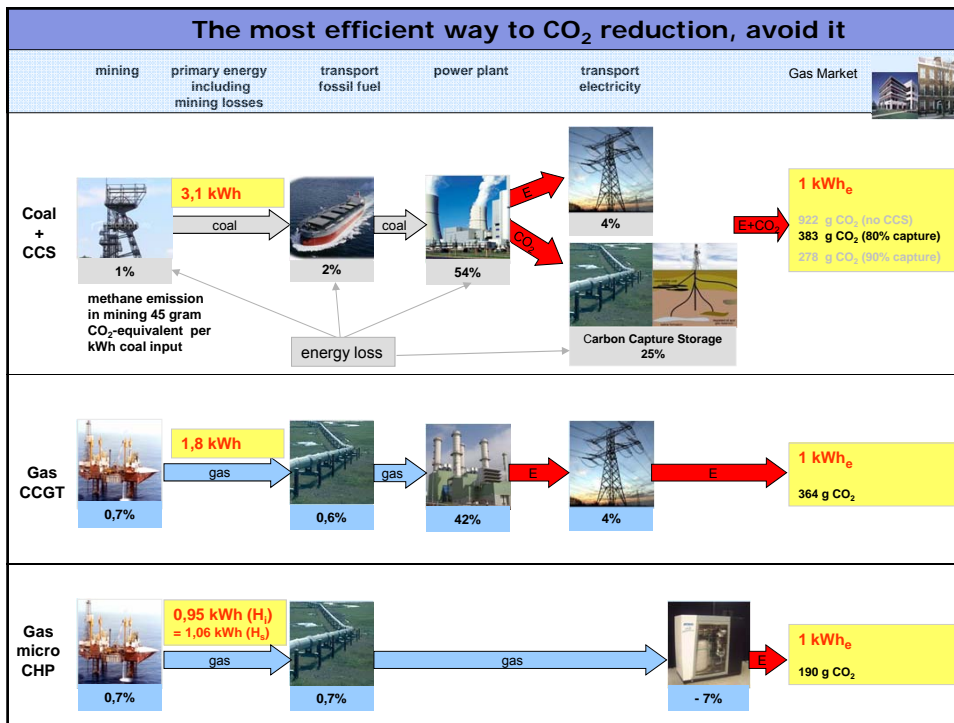 The most efficient way to CO₂ reduction, avoid it
mining
primary energy
including
mining losses
transport
fossil fuel
power plant
transport
electricity
Gas Market
Coal
+
CCS
3,1 kWh
coal
coal
E
CO₂
E+CO₂
1%
2%
54%
4%
1 kWhₑ
922 g CO₂ (no CCS)
383 g CO₂ (80% capture)
278 g CO₂ (90% capture)
methane emission
in mining 45 gram
CO₂-equivalent per
kWh coal input
energy loss
Carbon Capture Storage
25%
Gas
CCGT
1,8 kWh
gas
gas
E
E
0,7%
0,6%
42%
4%
1 kWhₑ
364 g CO₂
Gas
micro
CHP
0,95 kWh (Hᵢ)
= 1,06 kWh (Hₛ)
gas
gas
E
0,7%
0,7%
- 7%
1 kWhₑ
190 g CO₂